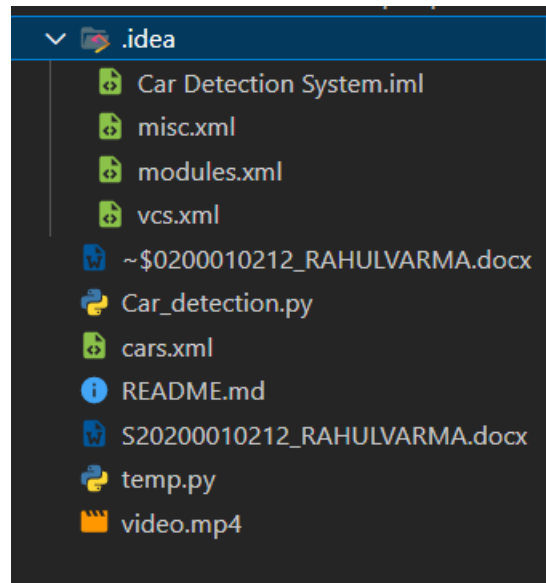 .idea
Car Detection System.iml
misc.xml
modules.xml
vcs.xml
~$0200010212_RAHULVARMA.docx
Car_detection.py
cars.xml
README.md
S20200010212_RAHULVARMA.docx
temp.py
video.mp4